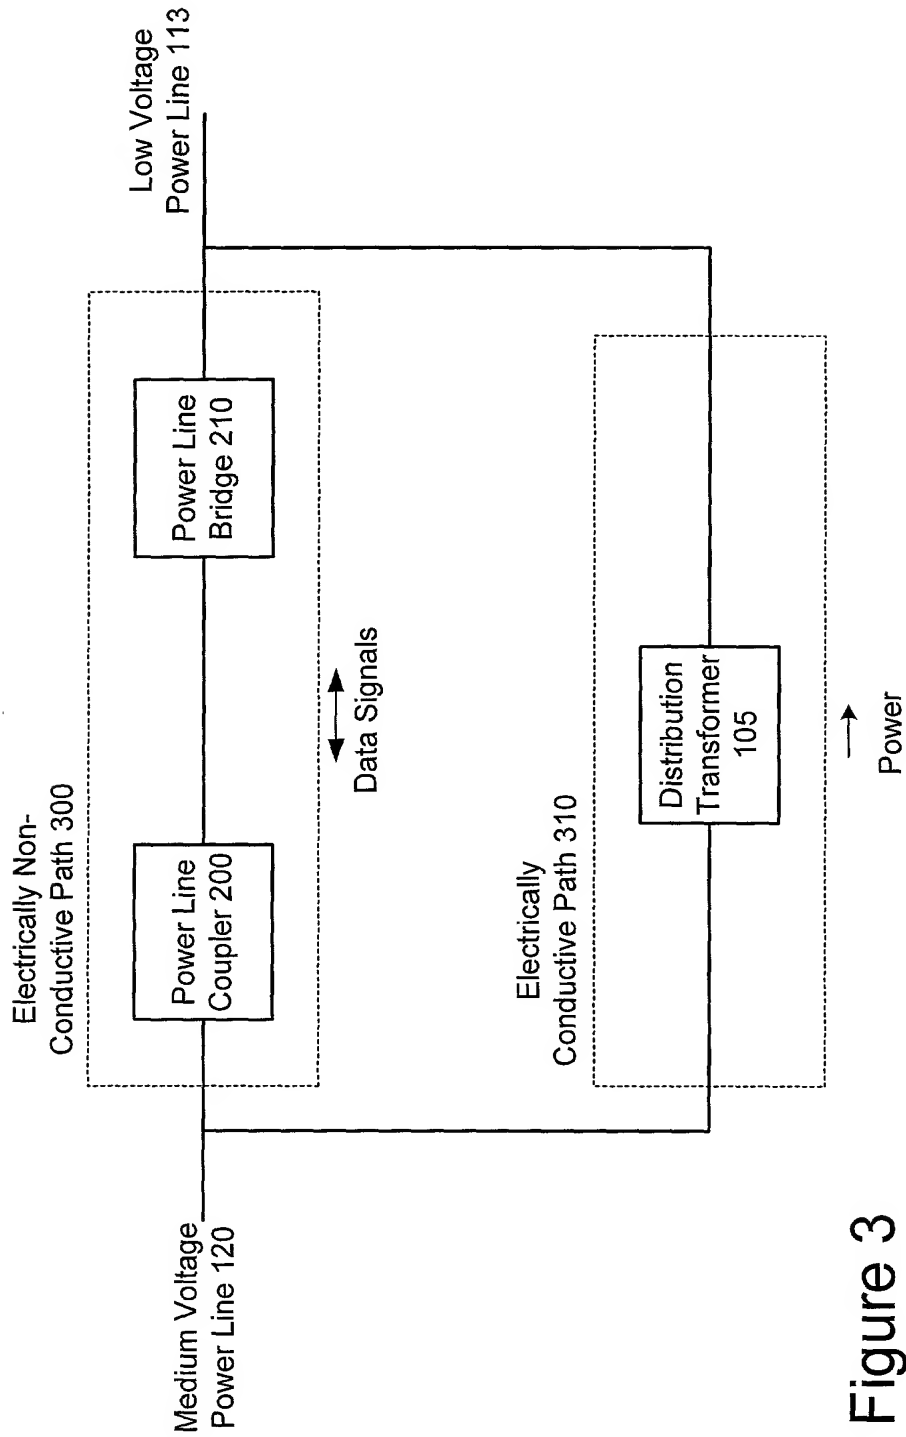 Electrically Non-
Conductive Path 300
Low Voltage
Power Line 113
Medium Voltage
Power Line 120
Power Line
Coupler 200
Power Line
Bridge 210
Data Signals
Electrically
Conductive Path 310
Distribution
Transformer
105
Power
Figure 3